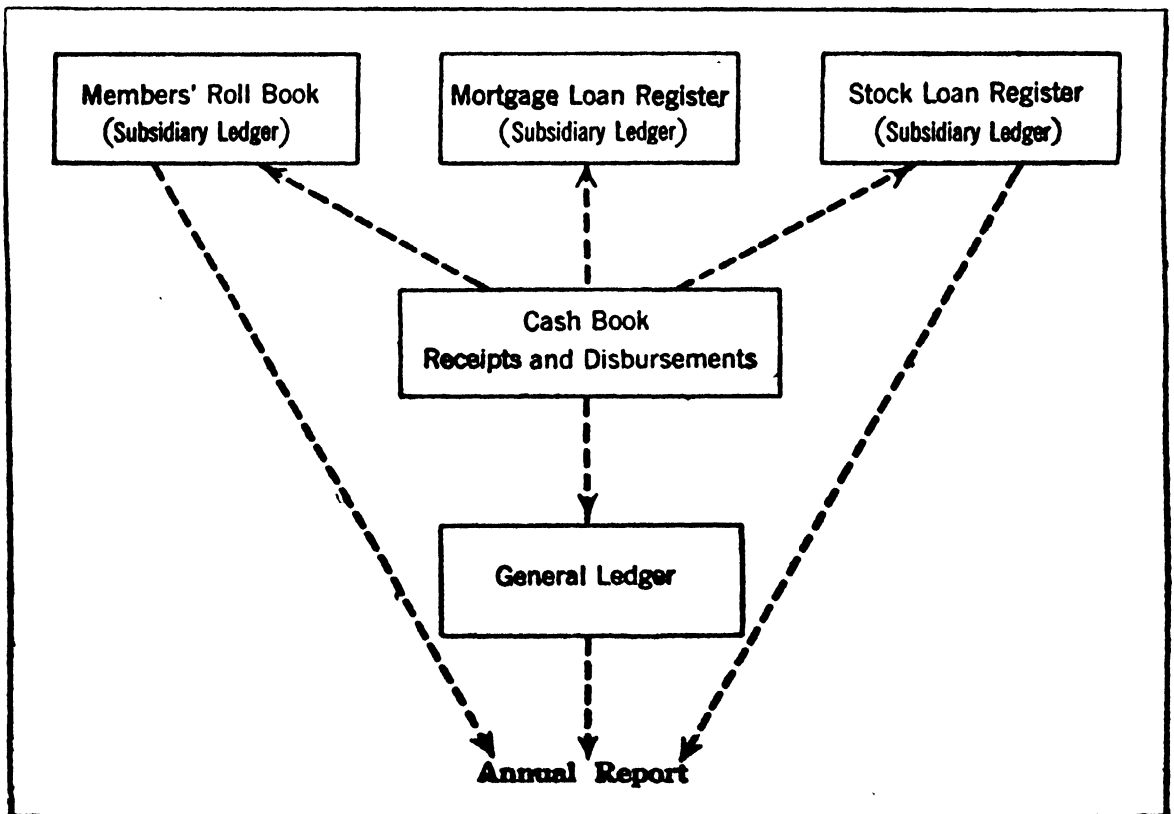 Members' Roll Book
(Subsidiary Ledger)
Mortgage Loan Register
(Subsidiary Ledger)
Stock Loan Register
(Subsidiary Ledger)
Cash Book
Receipts and Disbursements
General Ledger
Annual Report